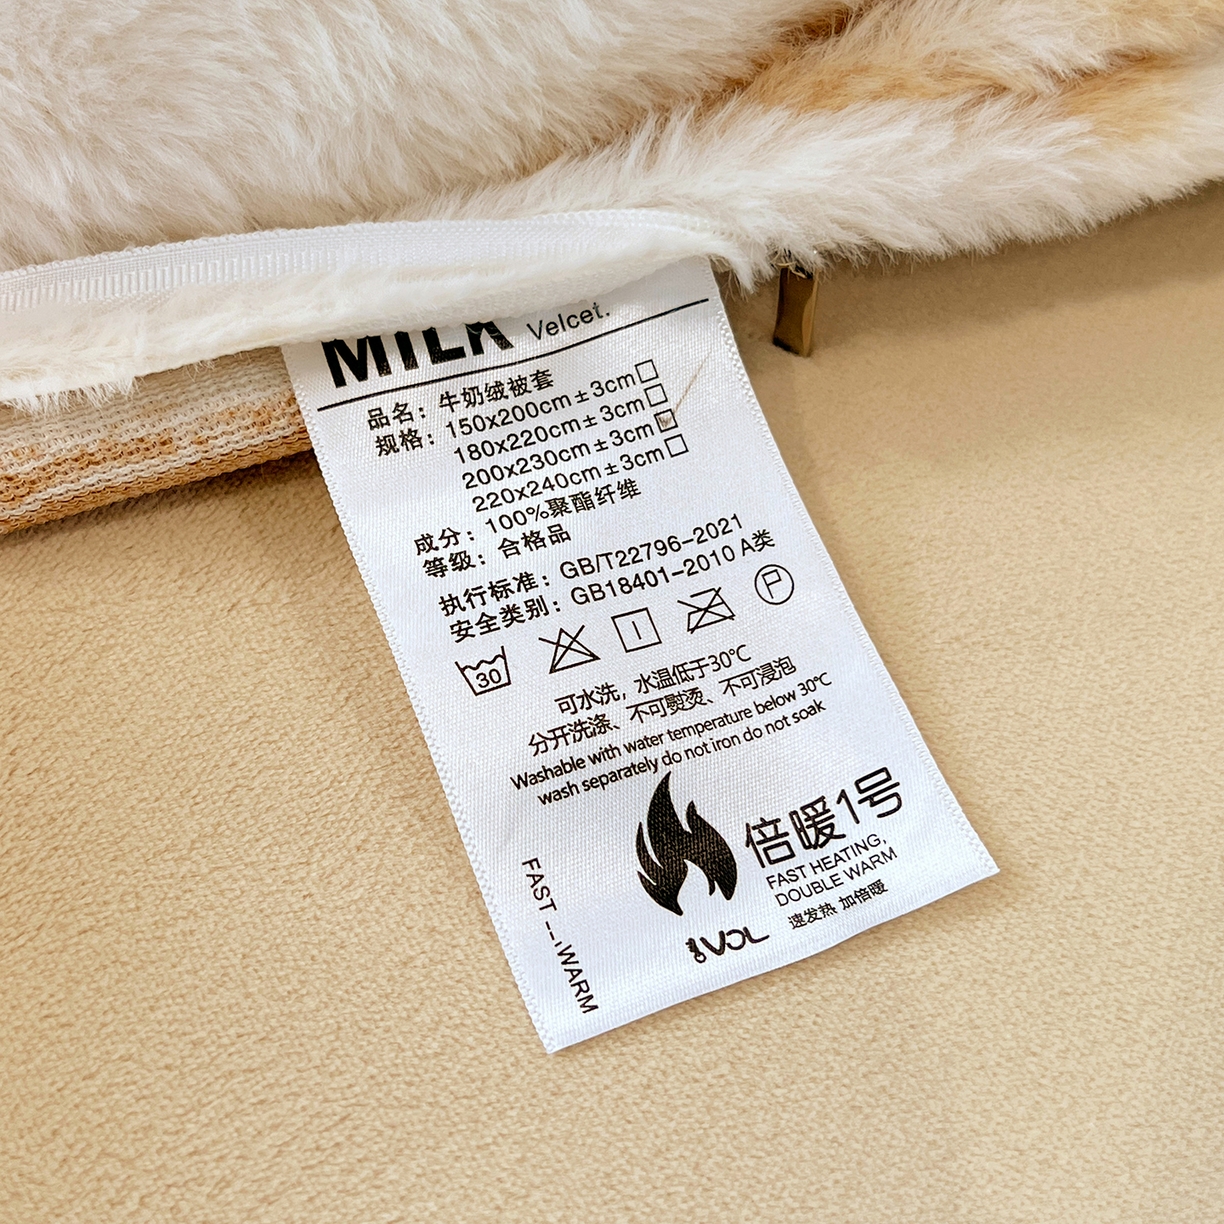 MILK Velcet.
品名：牛奶绒被套
规格：150x200cm±3cm
180x220cm±3cm
200x230cm±3cm
220x240cm±3cm
成分：100%聚酯纤维
等级：合格品
执行标准：GB/T22796-2021
安全类别：GB18401-2010 A类
30
P
可水洗，水温低于30℃
分开洗涤、不可熨烫、不可浸泡
Washable with water temperature below 30℃
wash separately do not iron do not soak
倍暖1号
FAST HEATING,
DOUBLE WARM
速发热 加倍暖
VOL
FAST ---WARM